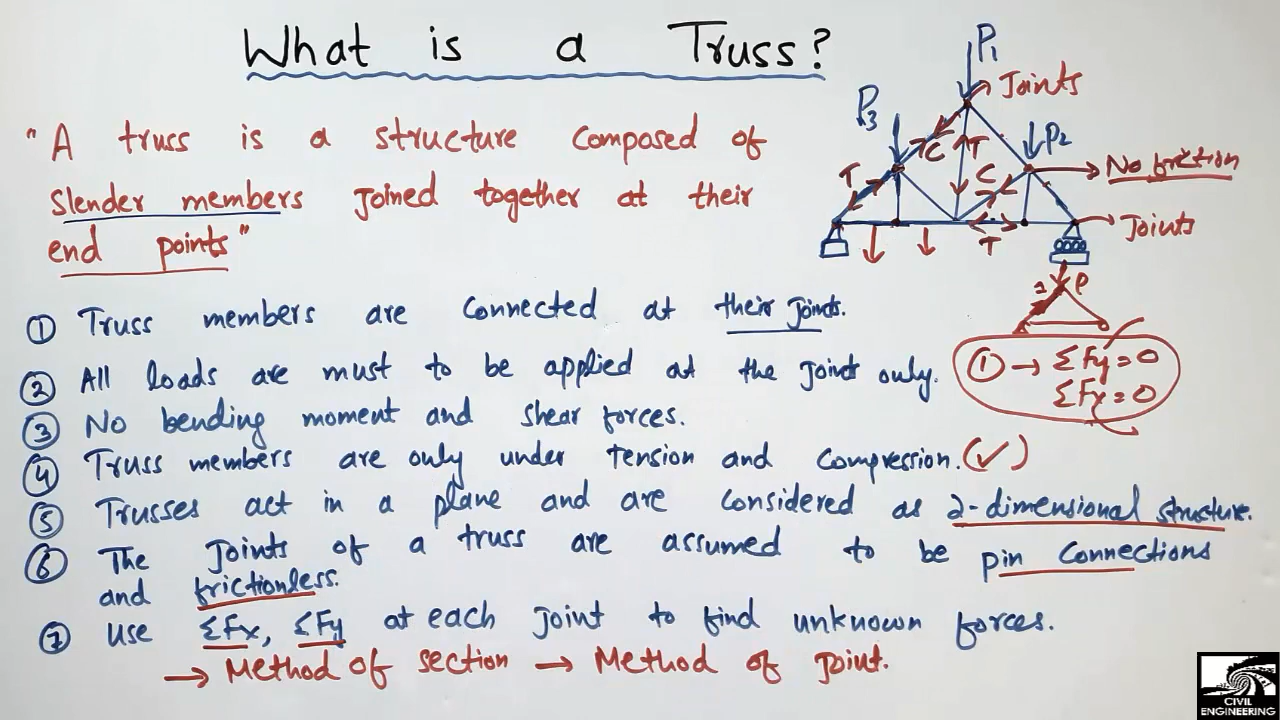 What is a Truss?
"A truss is a structure composed of
slender members joined together at their
end points"
① Truss members are connected at their joints.
② All loads are must to be applied at the joint only.
③ No bending moment and shear forces.
④ Truss members are only under tension and compression. (✓)
⑤ Trusses act in a plane and are considered as 2-dimensional structure.
⑥ The joints of a truss are assumed to be pin connections
and frictionless.
⑦ Use ΣFx, ΣFy at each joint to find unknown forces.
→ Method of section → Method of joint.
P1
Joints
P3
P2
C
T
C
No friction
T
Joints
T
P
① → ΣFy = 0
ΣFx = 0
CIVIL
ENGINEERING